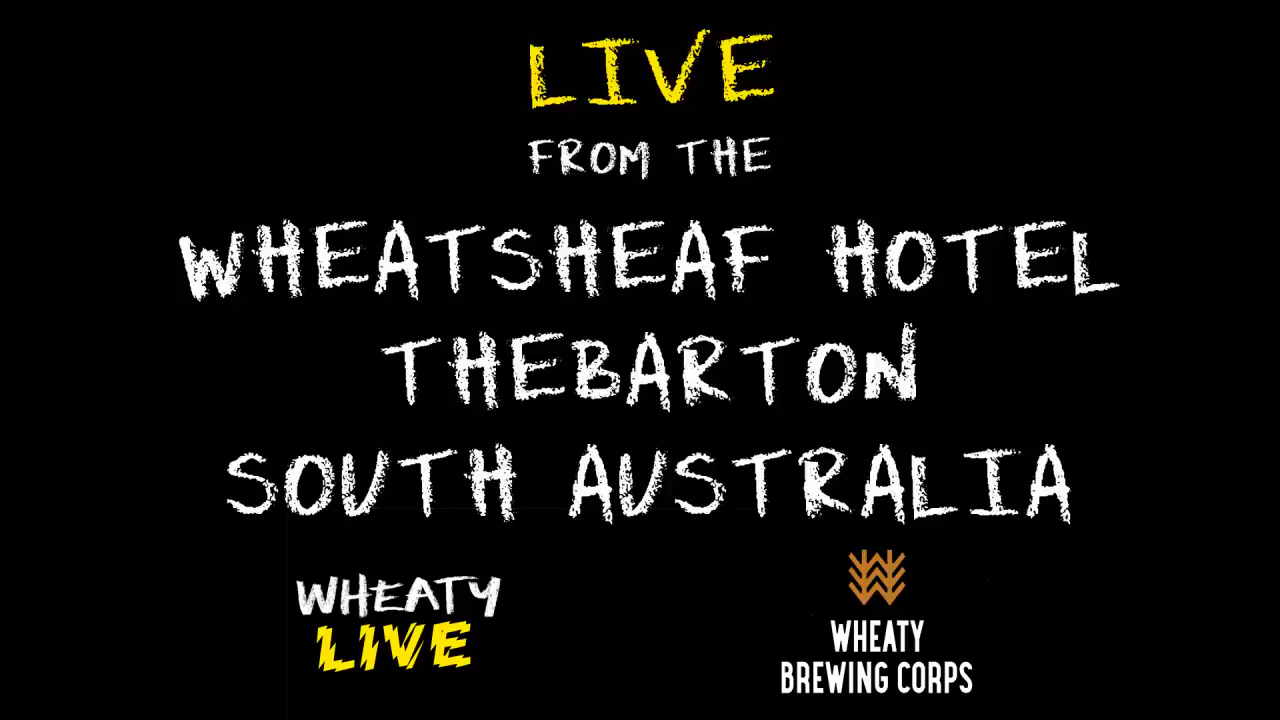 LIVE
FROM THE
WHEATSHEAF HOTEL
THEBARTON
SOUTH AUSTRALIA
WHEATY
LIVE
WHEATY
BREWING CORPS